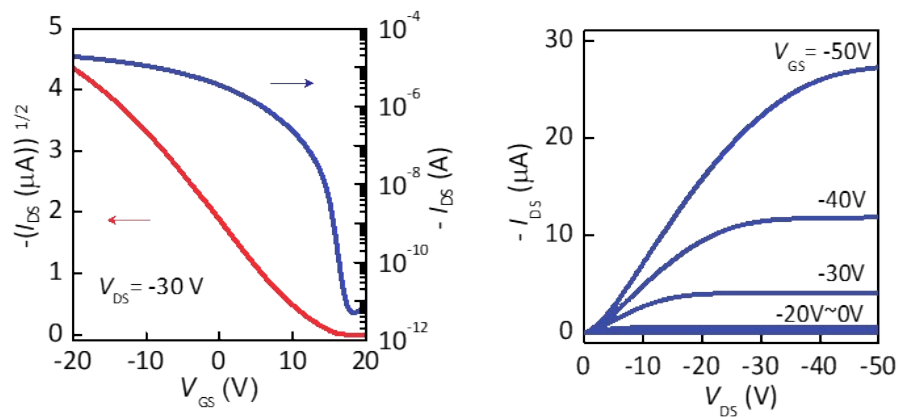 5
4
3
2
1
0
-(I_DS (μA)) 1/2
V_DS= -30 V
-20
-10
0
10
20
V_GS (V)
10^-4
10^-6
10^-8
10^-10
10^-12
- I_DS (A)
30
20
10
0
- I_DS (μA)
V_GS= -50V
-40V
-30V
-20V~0V
0
-10
-20
-30
-40
-50
V_DS (V)